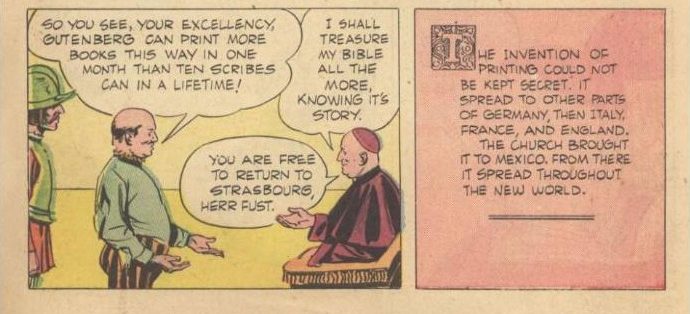 SO YOU SEE, YOUR EXCELLENCY,
GUTENBERG CAN PRINT MORE
BOOKS THIS WAY IN ONE
MONTH THAN TEN SCRIBES
CAN IN A LIFETIME!
I SHALL
TREASURE
MY BIBLE
ALL THE
MORE,
KNOWING IT'S
STORY.
YOU ARE FREE
TO RETURN TO
STRASBOURG,
HERR FUST.
THE INVENTION OF
PRINTING COULD NOT
BE KEPT SECRET. IT
SPREAD TO OTHER PARTS
OF GERMANY, THEN ITALY,
FRANCE, AND ENGLAND.
THE CHURCH BROUGHT
IT TO MEXICO. FROM THERE
IT SPREAD THROUGHOUT
THE NEW WORLD.